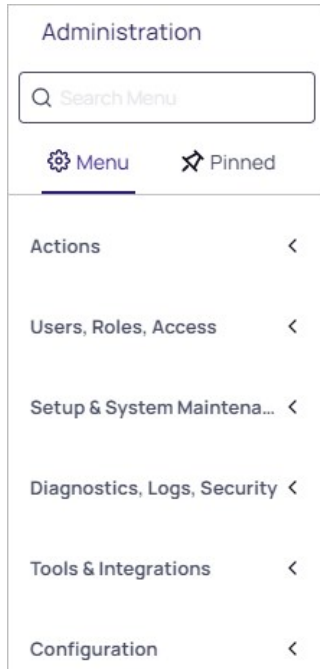 Administration
Search Menu
Menu Pinned
Actions
Users, Roles, Access
Setup & System Maintena...
Diagnostics, Logs, Security
Tools & Integrations
Configuration